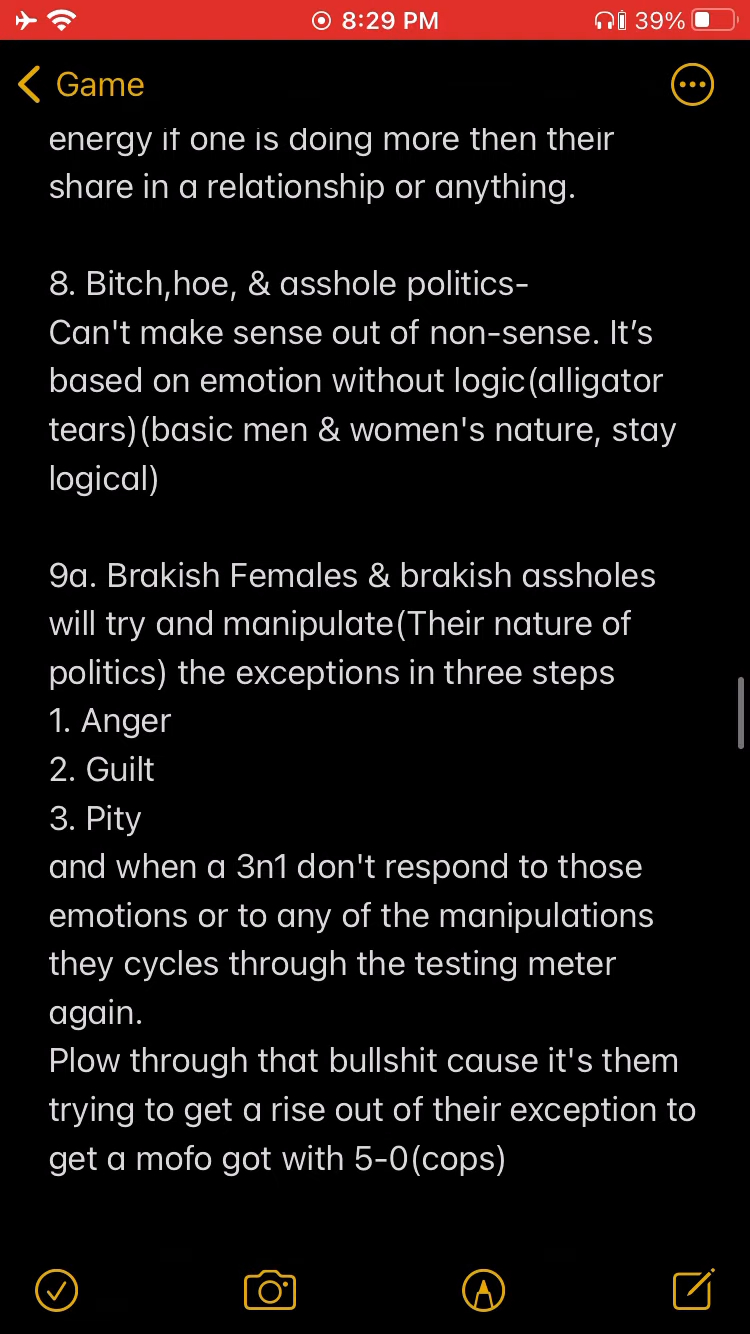 8:29 PM
39%
Game
energy if one is doing more then their
share in a relationship or anything.
8. Bitch,hoe, & asshole politics-
Can't make sense out of non-sense. It’s
based on emotion without logic(alligator
tears)(basic men & women's nature, stay
logical)
9a. Brakish Females & brakish assholes
will try and manipulate(Their nature of
politics) the exceptions in three steps
1. Anger
2. Guilt
3. Pity
and when a 3n1 don't respond to those
emotions or to any of the manipulations
they cycles through the testing meter
again.
Plow through that bullshit cause it's them
trying to get a rise out of their exception to
get a mofo got with 5-0(cops)